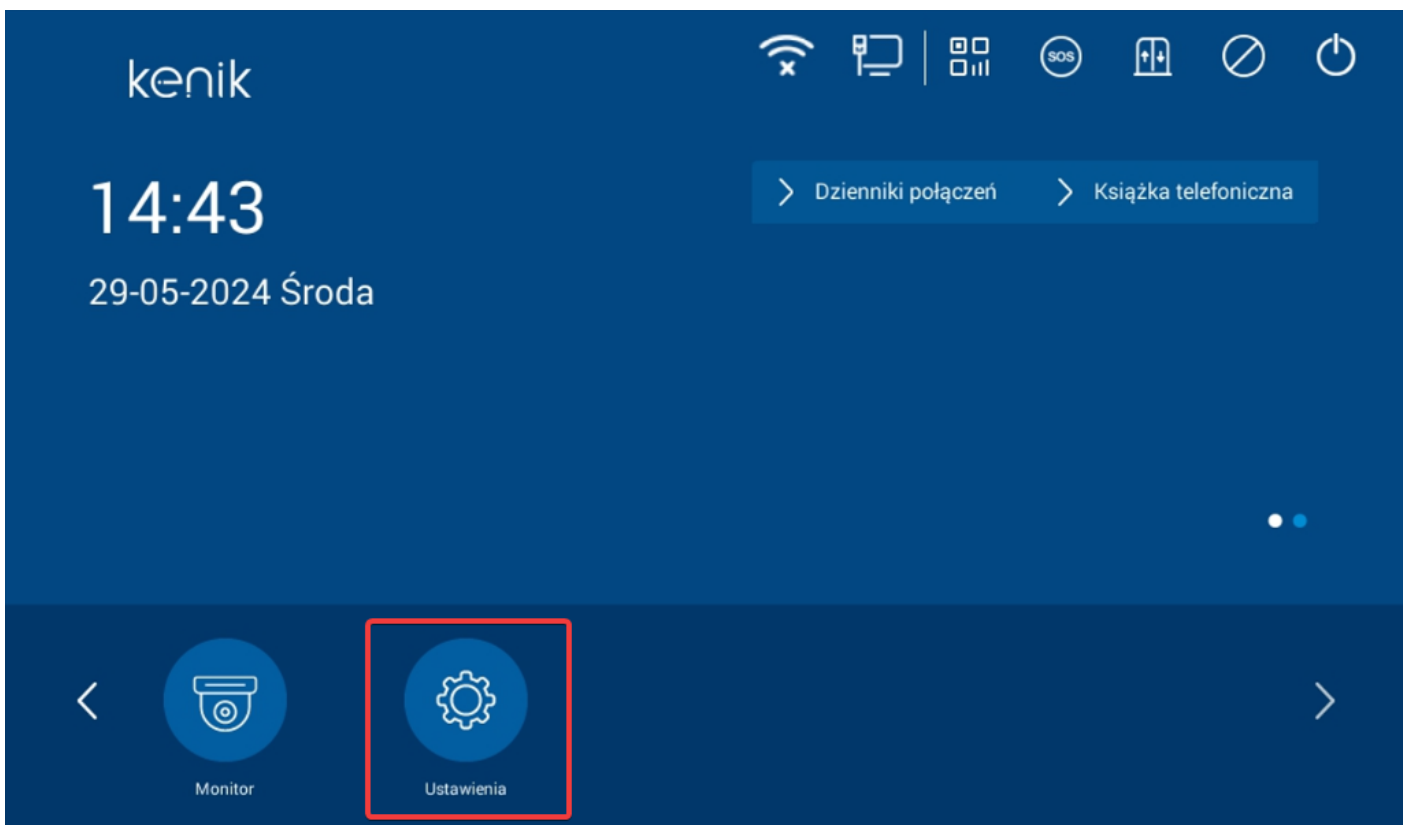 kenik
SOS
14:43
Dzienniki połączeń
Książka telefoniczna
29-05-2024 Środa
Monitor
Ustawienia